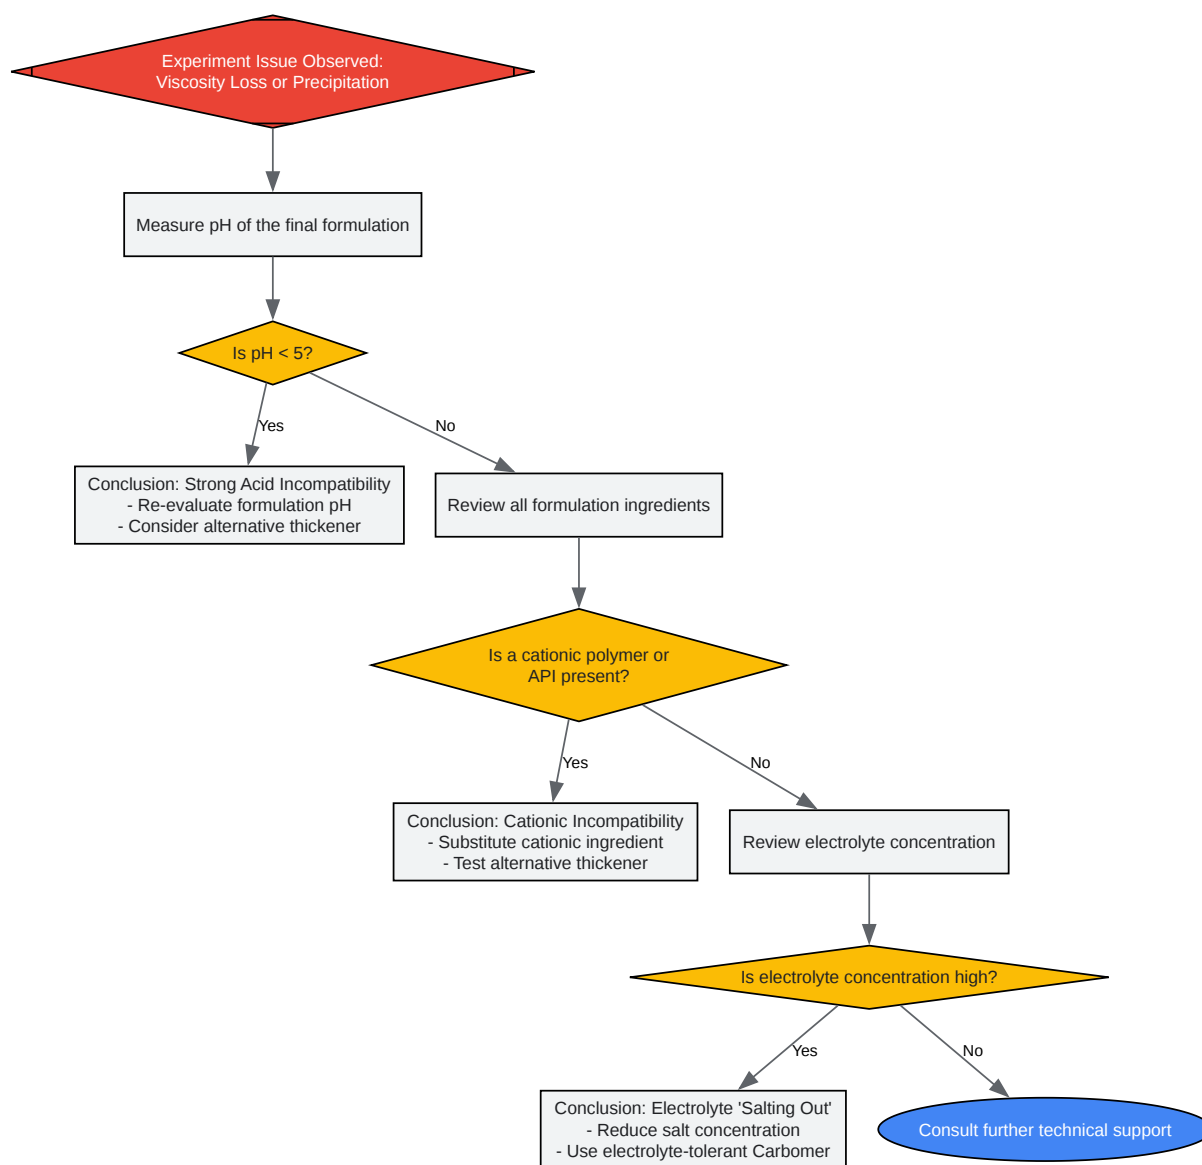 Experiment Issue Observed:
Viscosity Loss or Precipitation
Measure pH of the final formulation
Is pH < 5?
Yes
No
Conclusion: Strong Acid Incompatibility
- Re-evaluate formulation pH
- Consider alternative thickener
Review all formulation ingredients
Is a cationic polymer or
API present?
Yes
No
Conclusion: Cationic Incompatibility
- Substitute cationic ingredient
- Test alternative thickener
Review electrolyte concentration
Is electrolyte concentration high?
Yes
No
Conclusion: Electrolyte 'Salting Out'
- Reduce salt concentration
- Use electrolyte-tolerant Carbomer
Consult further technical support